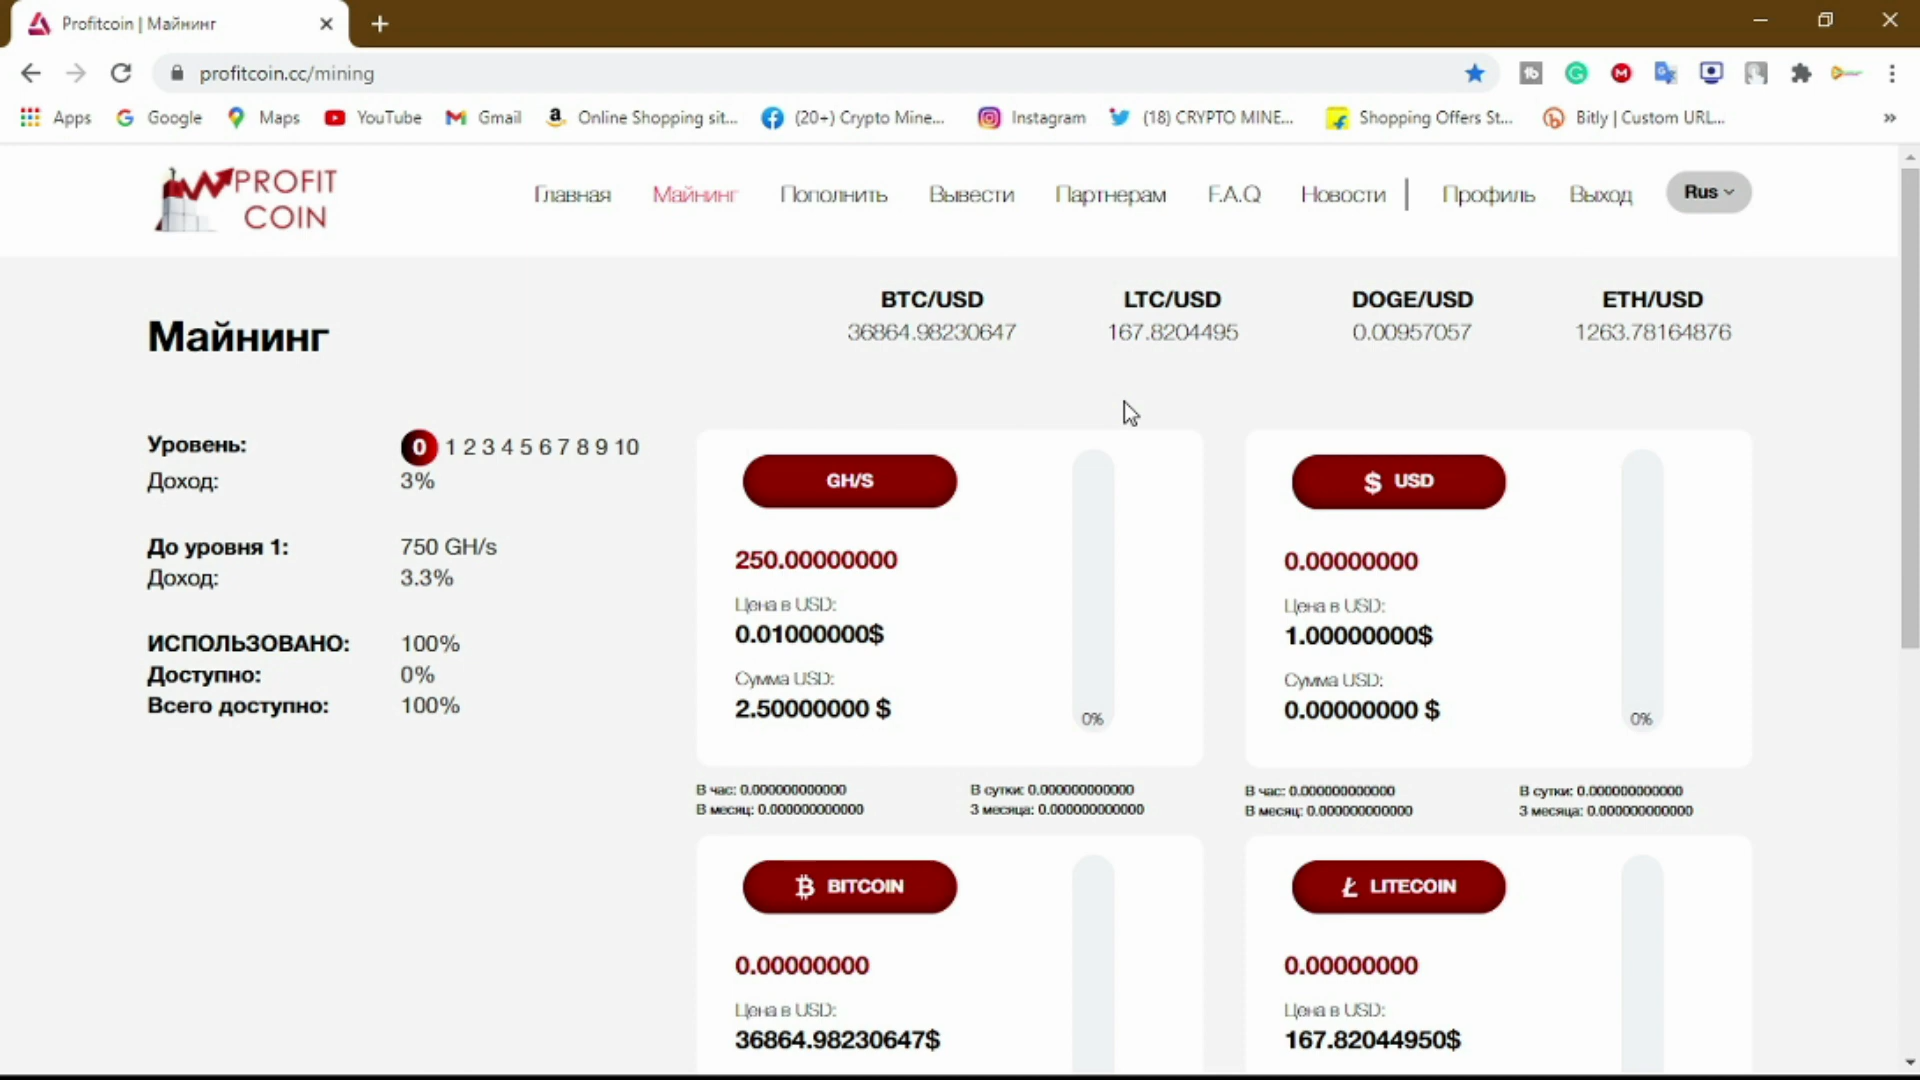 Profitcoin | Майнинг
profitcoin.cc/mining
Apps Google Maps YouTube Gmail Online Shopping sit... (20+) Crypto Mine... Instagram (18) CRYPTO MINE... Shopping Offers St... Bitly | Custom URL... »
PROFIT
COIN
Главная Майнинг Пополнить Вывести Партнерам F.A.Q Новости Профиль Выход Rus
Майнинг
BTC/USD LTC/USD DOGE/USD ETH/USD
36864.98230647 167.8204495 0.00957057 1263.78164876
Уровень: 0 1 2 3 4 5 6 7 8 9 10
Доход: 3%
До уровня 1: 750 GH/s
Доход: 3.3%
ИСПОЛЬЗОВАНО: 100%
Доступно: 0%
Всего доступно: 100%
GH/S
250.00000000
Цена в USD:
0.01000000$
Сумма USD:
2.50000000 $
0%
В час: 0.000000000000 В сутки: 0.000000000000
В месяц: 0.000000000000 3 месяца: 0.000000000000
$ USD
0.00000000
Цена в USD:
1.00000000$
Сумма USD:
0.00000000 $
0%
В час: 0.000000000000 В сутки: 0.000000000000
В месяц: 0.000000000000 3 месяца: 0.000000000000
BITCOIN
0.00000000
Цена в USD:
36864.98230647$
LITECOIN
0.00000000
Цена в USD:
167.82044950$